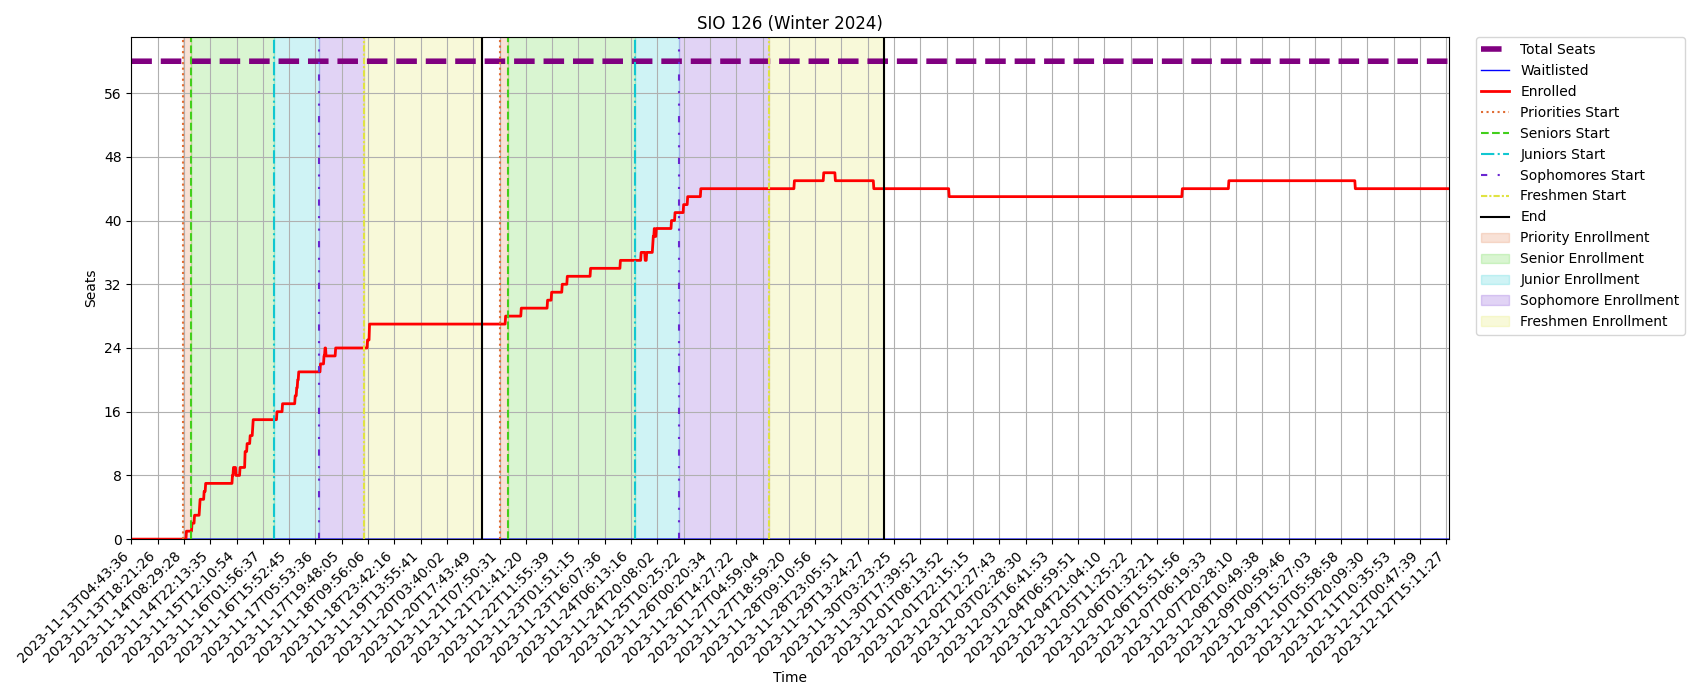 SIO 126 (Winter 2024)
Seats
56
48
40
32
24
16
8
0
2023-11-13T04:43:36
2023-11-13T18:21:26
2023-11-14T08:29:28
2023-11-14T22:13:35
2023-11-15T12:10:54
2023-11-16T01:56:37
2023-11-16T15:52:45
2023-11-17T05:53:36
2023-11-17T19:48:05
2023-11-18T09:56:06
2023-11-18T23:42:16
2023-11-19T13:55:41
2023-11-20T03:40:02
2023-11-20T17:43:49
2023-11-21T07:50:31
2023-11-21T21:41:20
2023-11-22T11:55:39
2023-11-23T01:51:15
2023-11-23T16:07:36
2023-11-24T06:13:16
2023-11-24T20:08:02
2023-11-25T10:25:22
2023-11-26T00:20:34
2023-11-26T14:27:22
2023-11-27T04:59:04
2023-11-27T18:59:20
2023-11-28T09:10:56
2023-11-28T23:05:51
2023-11-29T13:24:27
2023-11-30T03:23:25
2023-11-30T17:39:52
2023-12-01T08:13:52
2023-12-01T22:15:15
2023-12-02T12:27:43
2023-12-03T02:28:30
2023-12-03T16:41:53
2023-12-04T06:59:51
2023-12-04T21:04:10
2023-12-05T11:25:22
2023-12-06T01:32:21
2023-12-06T15:51:56
2023-12-07T06:19:33
2023-12-07T20:28:10
2023-12-08T10:49:38
2023-12-09T00:59:46
2023-12-09T15:27:03
2023-12-10T05:58:58
2023-12-10T20:09:30
2023-12-11T10:35:53
2023-12-12T00:47:39
2023-12-12T15:11:27
Time
Total Seats
Waitlisted
Enrolled
Priorities Start
Seniors Start
Juniors Start
Sophomores Start
Freshmen Start
End
Priority Enrollment
Senior Enrollment
Junior Enrollment
Sophomore Enrollment
Freshmen Enrollment